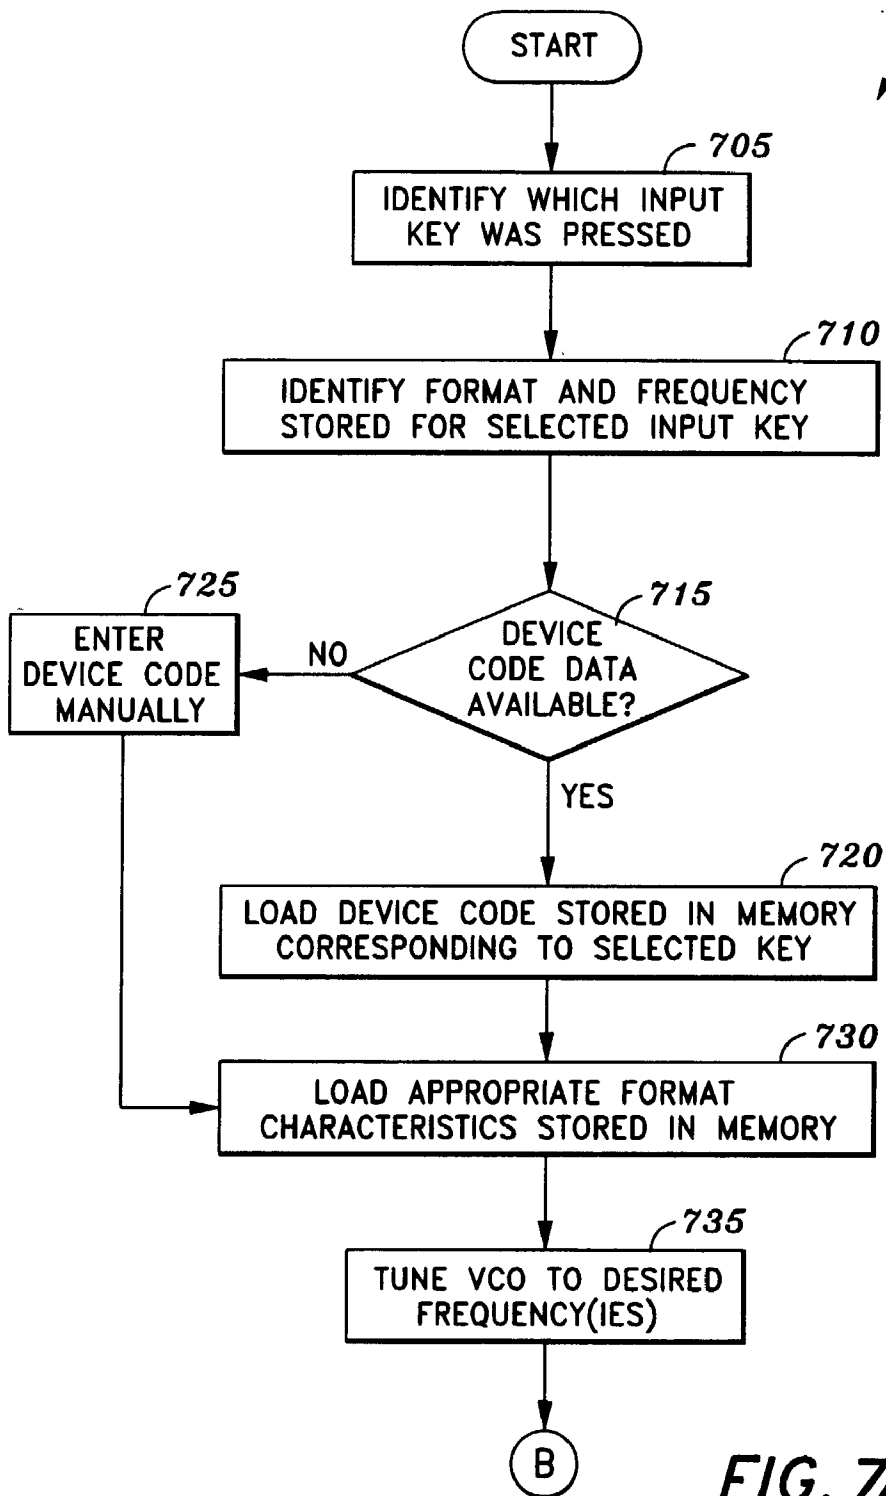 START
705
IDENTIFY WHICH INPUT
KEY WAS PRESSED
710
IDENTIFY FORMAT AND FREQUENCY
STORED FOR SELECTED INPUT KEY
715
DEVICE
CODE DATA
AVAILABLE?
725
ENTER
DEVICE CODE
MANUALLY
NO
YES
720
LOAD DEVICE CODE STORED IN MEMORY
CORRESPONDING TO SELECTED KEY
730
LOAD APPROPRIATE FORMAT
CHARACTERISTICS STORED IN MEMORY
735
TUNE VCO TO DESIRED
FREQUENCY(IES)
B
FIG.